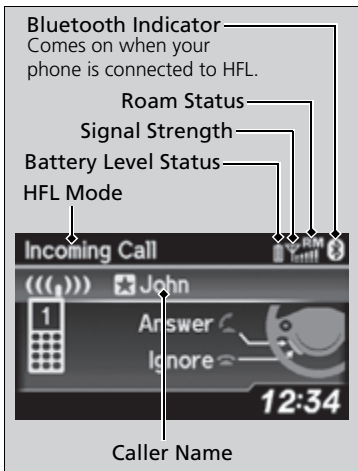 Bluetooth Indicator
Comes on when your
phone is connected to HFL.
Roam Status
Signal Strength
Battery Level Status
HFL Mode
Incoming Call
RM
John
1
Answer
Ignore
12:34
Caller Name